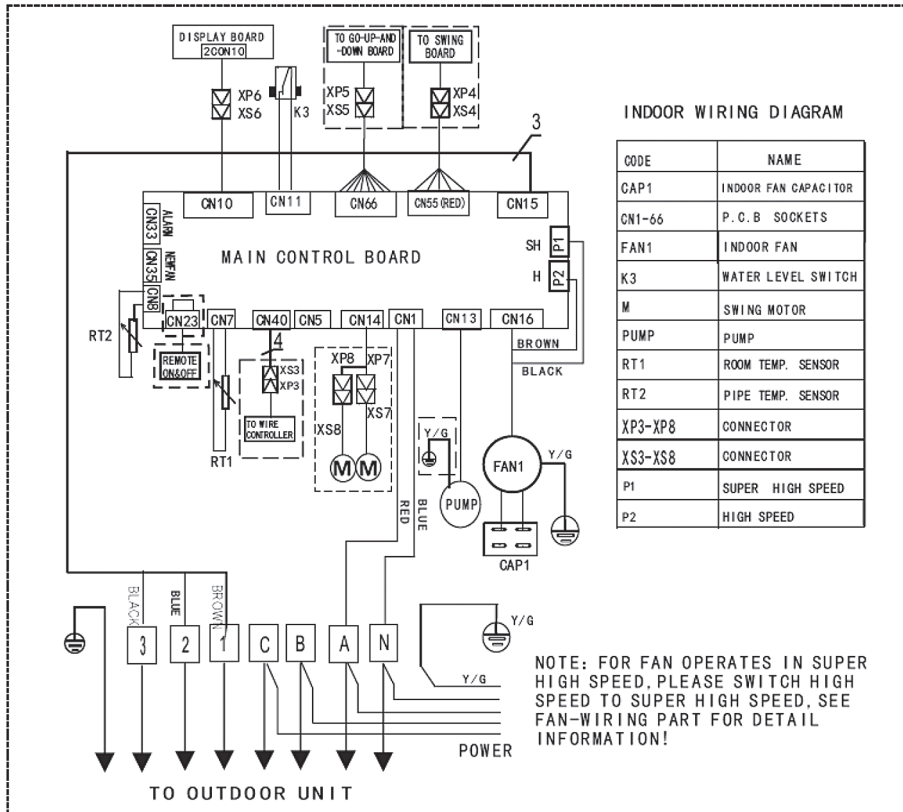 DISPLAY BOARD
2CON10
TO GO-UP-AND
-DOWN BOARD
TO SWING
BOARD
XP6
XS6
K3
XP5
XS5
XP4
XS4
3
CN10
CN11
CN66
CN55(RED)
CN15
ALARM
CN33
NEWFAN
CN35
CN8
MAIN CONTROL BOARD
SH
P1
H
P2
RT2
CN23
CN7
CN40
CN5
CN14
CN1
CN13
CN16
REMOTE
ON&OFF
4
XS3
XP3
TO WIRE
CONTROLLER
RT1
XP8
XP7
XS8
XS7
M
M
BROWN
BLACK
Y/G
PUMP
FAN1
Y/G
CAP1
RED
BLUE
BLACK
BLUE
BROWN
3
2
1
C
B
A
N
Y/G
Y/G
POWER
TO OUTDOOR UNIT
INDOOR WIRING DIAGRAM
CODE NAME
CAP1 INDOOR FAN CAPACITOR
CN1-66 P.C.B SOCKETS
FAN1 INDOOR FAN
K3 WATER LEVEL SWITCH
M SWING MOTOR
PUMP PUMP
RT1 ROOM TEMP. SENSOR
RT2 PIPE TEMP. SENSOR
XP3-XP8 CONNECTOR
XS3-XS8 CONNECTOR
P1 SUPER HIGH SPEED
P2 HIGH SPEED
NOTE: FOR FAN OPERATES IN SUPER
HIGH SPEED, PLEASE SWITCH HIGH
SPEED TO SUPER HIGH SPEED, SEE
FAN-WIRING PART FOR DETAIL
INFORMATION!